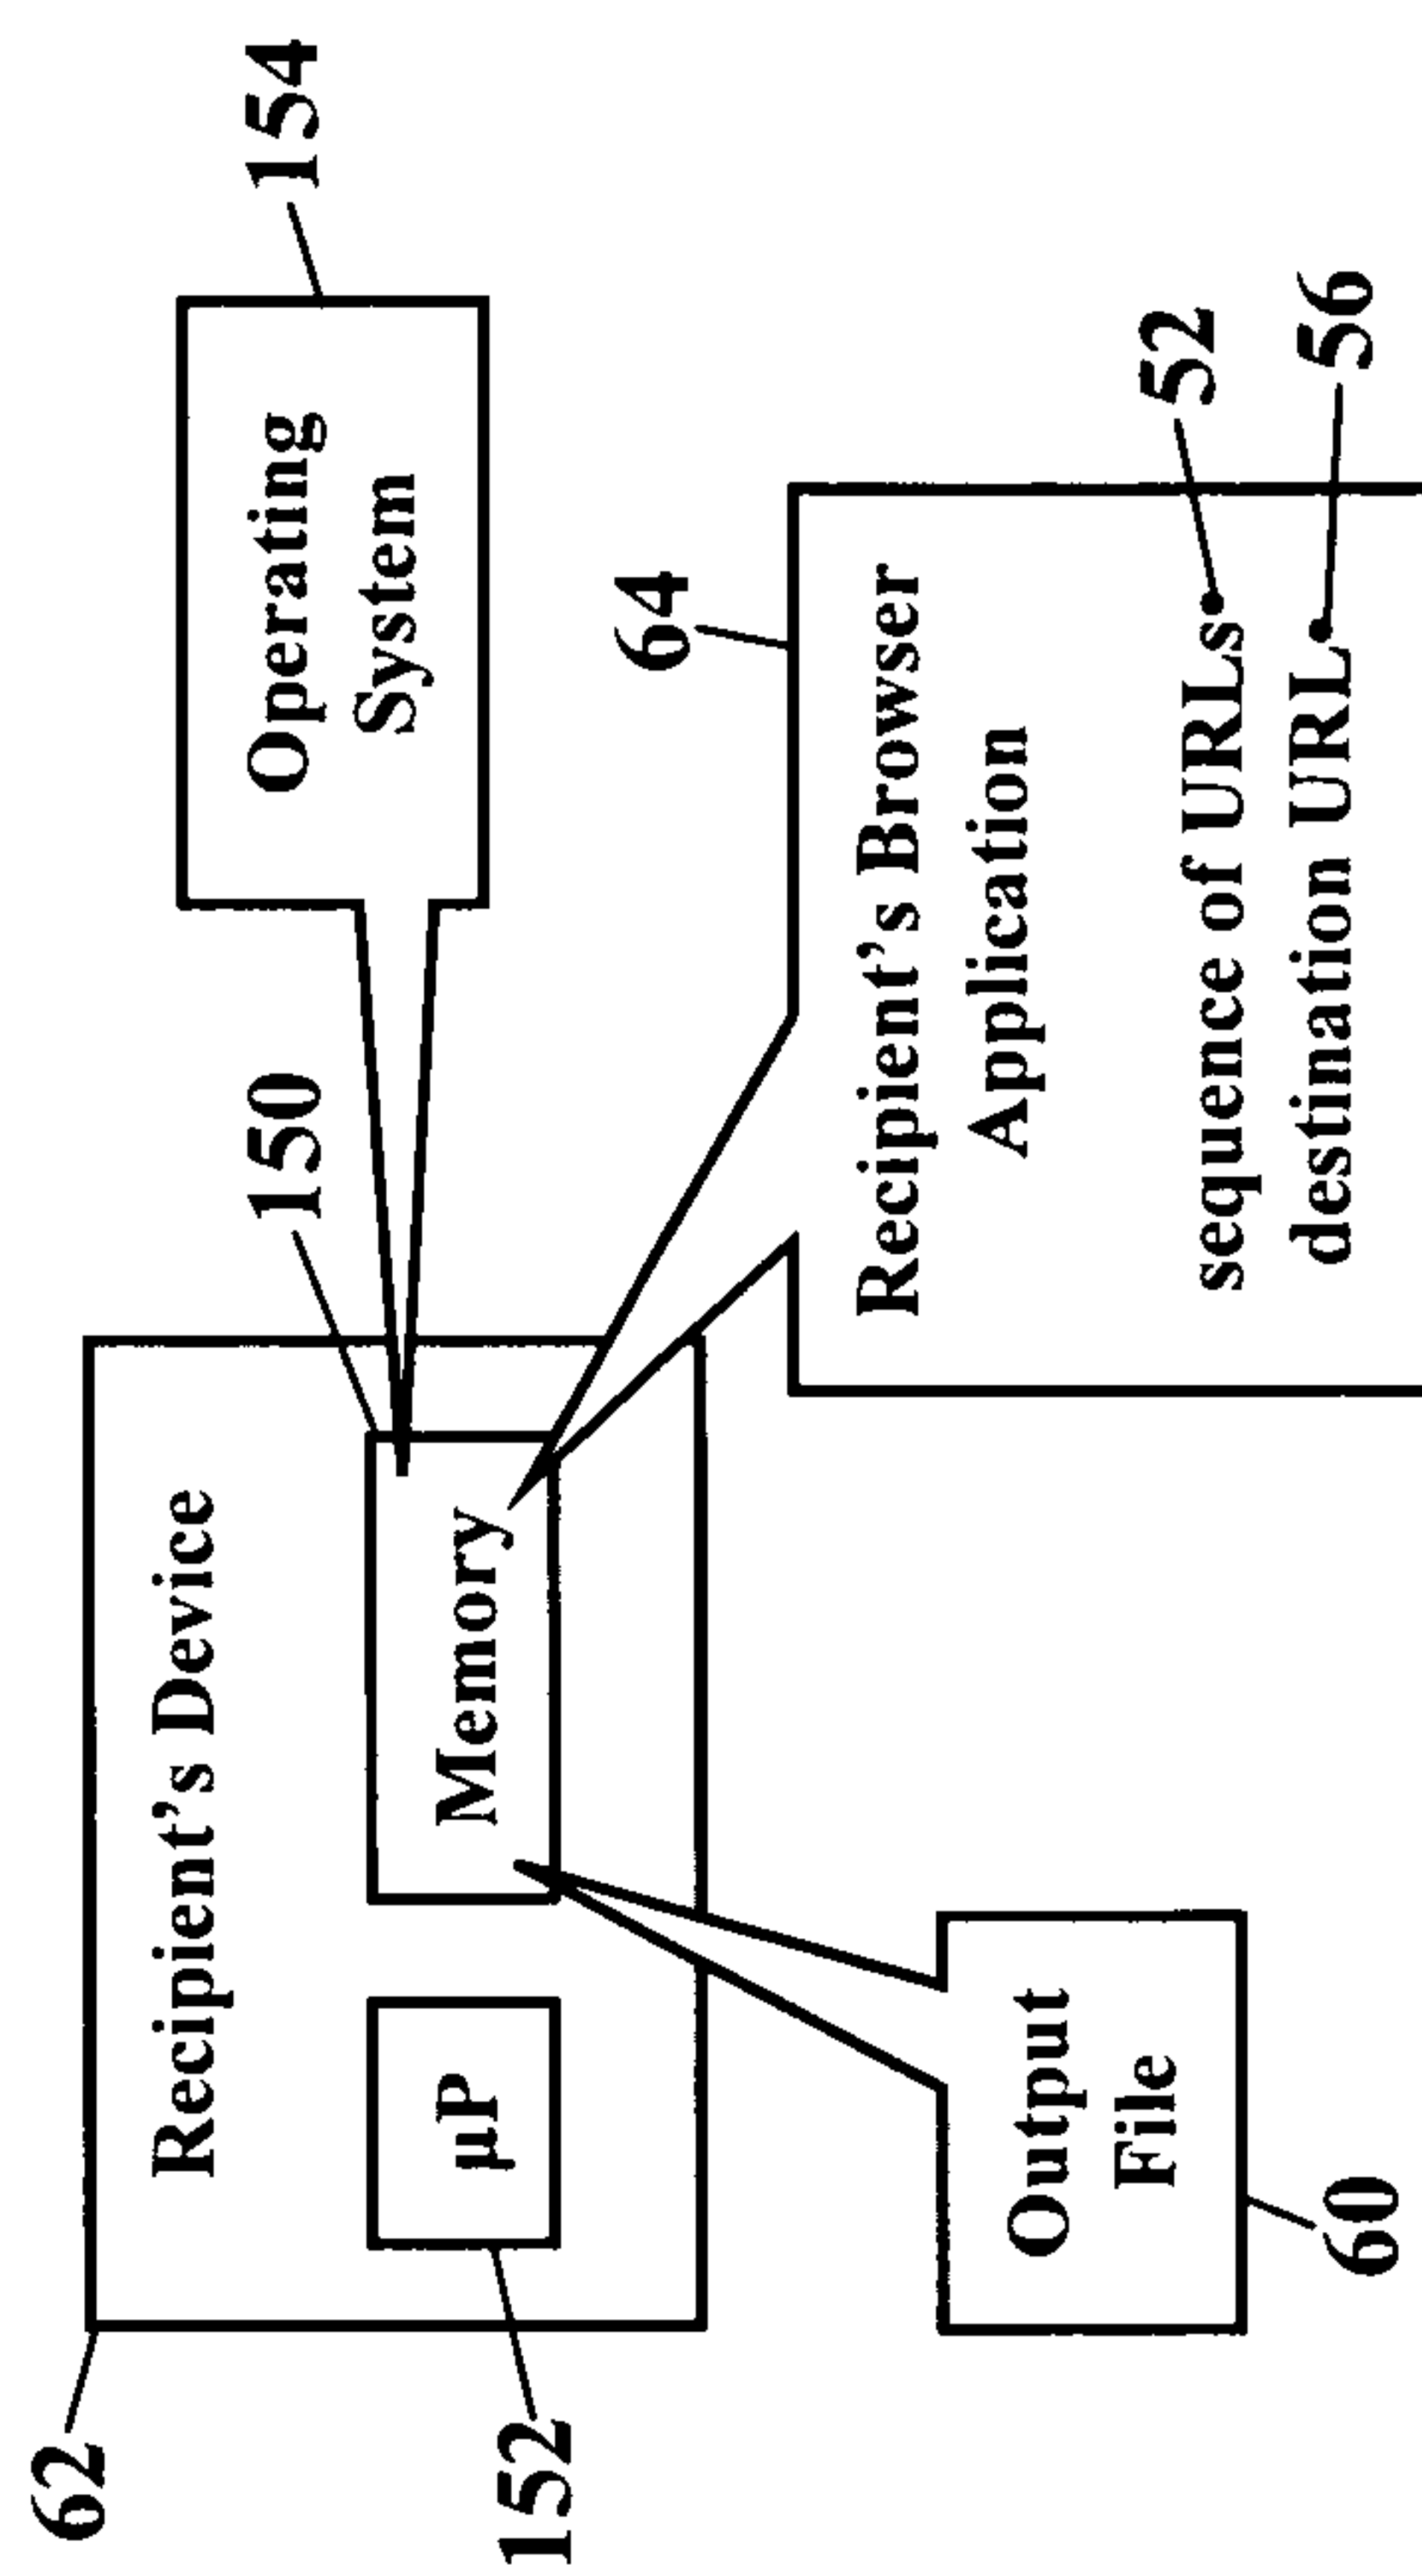 62
Recipient's Device
150
154
Operating
System
152
µP
Memory
64
Recipient's Browser
Application
sequence of URLs
52
destination URL
56
Output
File
60